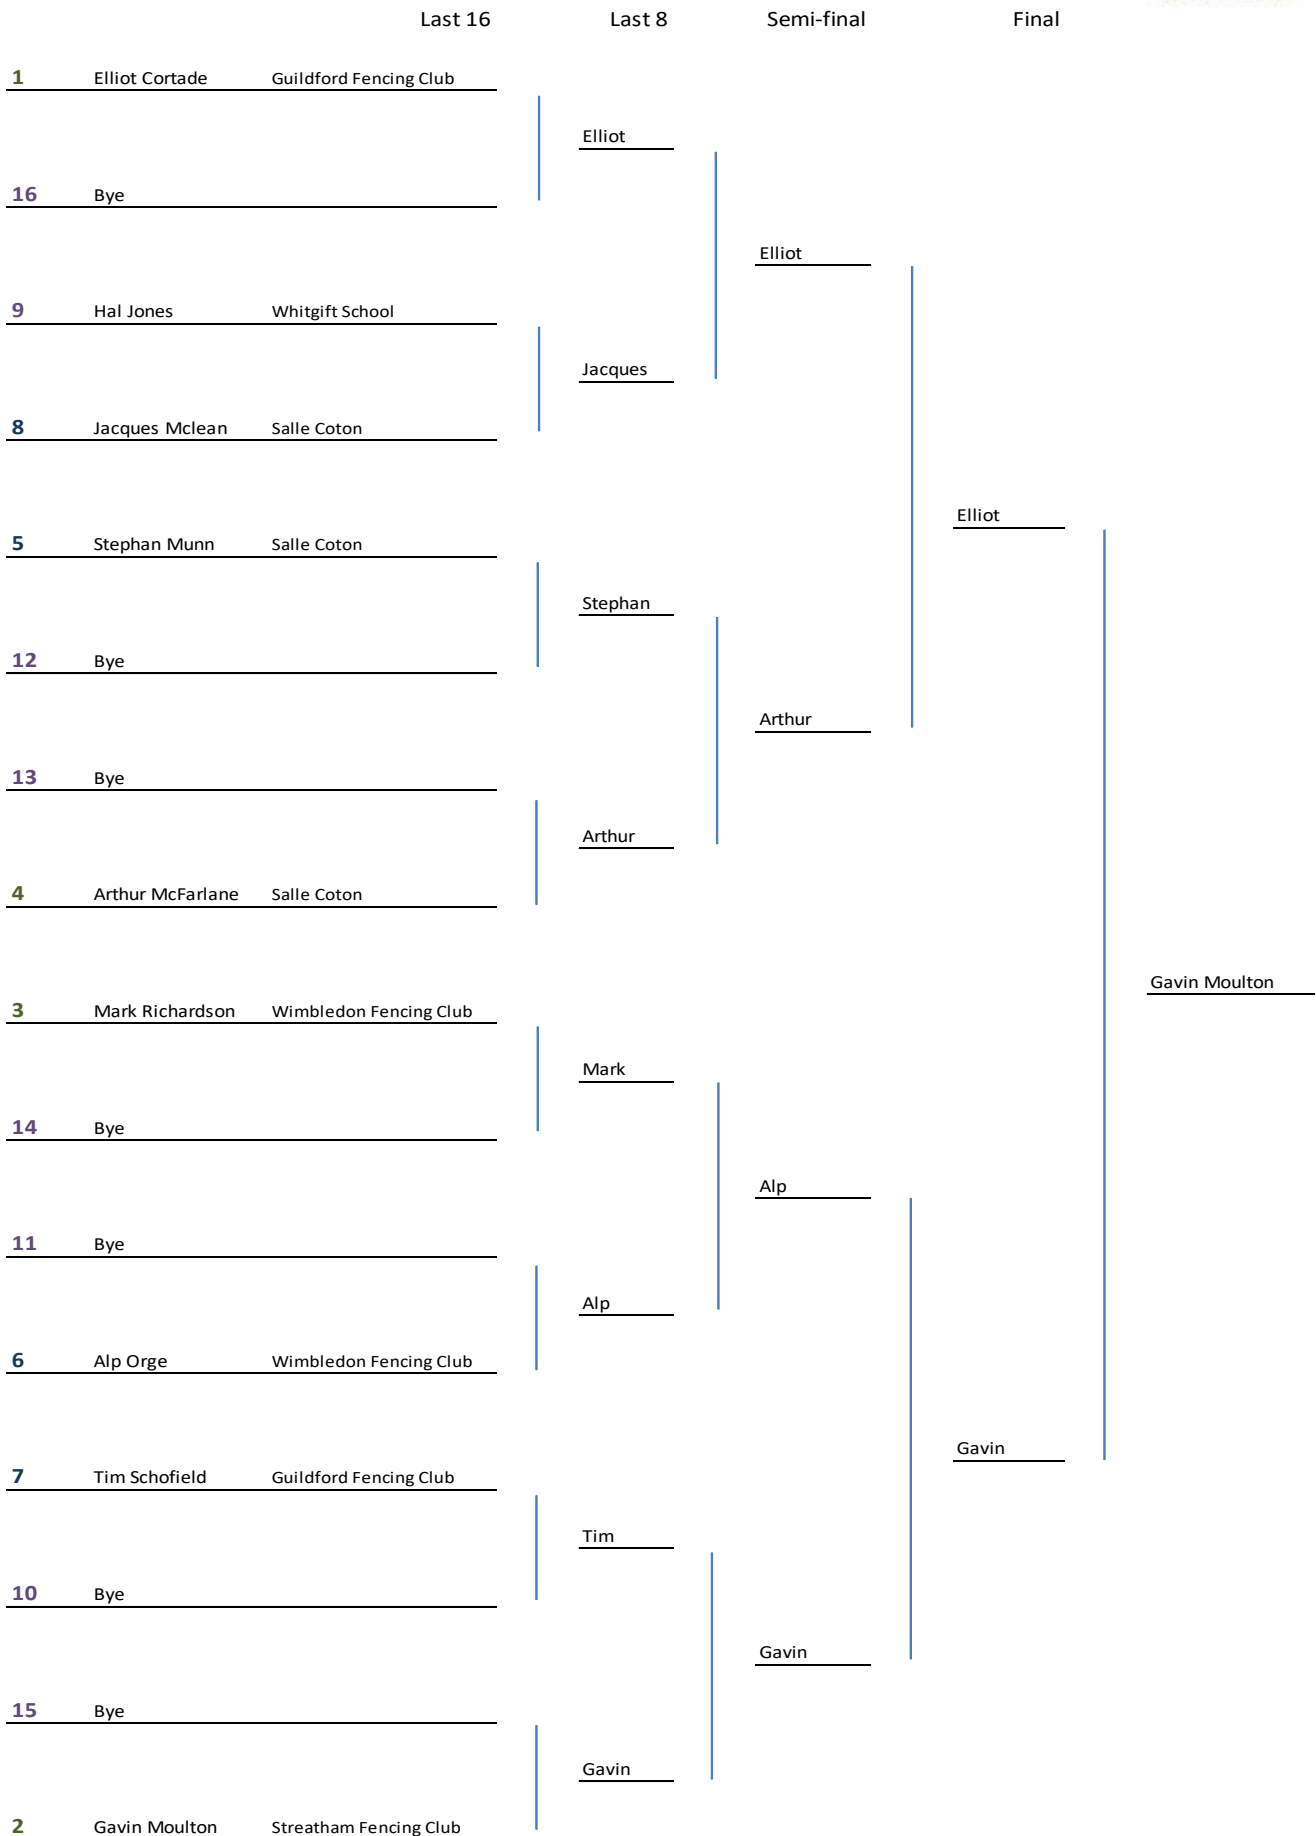 Last 16 Last 8 Semi-final Final
1 Elliot Cortade Guildford Fencing Club
Elliot
16 Bye
Elliot
9 Hal Jones Whitgift School
Jacques
8 Jacques Mclean Salle Coton
Elliot
5 Stephan Munn Salle Coton
Stephan
12 Bye
Arthur
13 Bye
Arthur
4 Arthur McFarlane Salle Coton
Gavin Moulton
3 Mark Richardson Wimbledon Fencing Club
Mark
14 Bye
Alp
11 Bye
Alp
6 Alp Orge Wimbledon Fencing Club
Gavin
7 Tim Schofield Guildford Fencing Club
Tim
10 Bye
Gavin
15 Bye
Gavin
2 Gavin Moulton Streatham Fencing Club